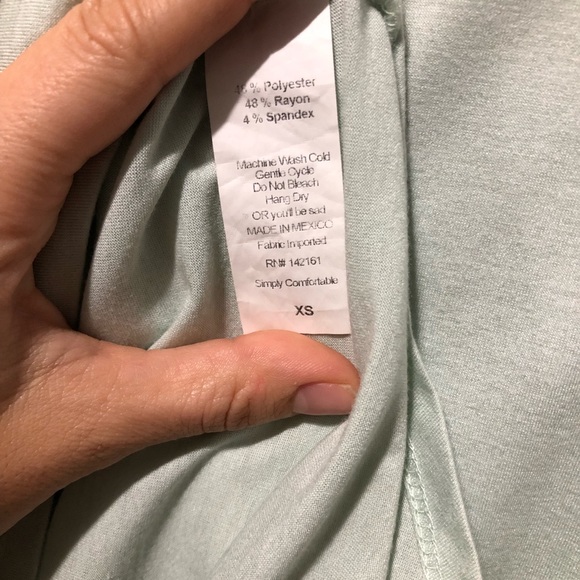 % Polyester
48 % Rayon
4 % Spandex
Machine Wash Cold
Gentle Cycle
Do Not Bleach
Hang Dry
OR you'll be sad
MADE IN MEXICO
Fabric Imported
RN# 142161
Simply Comfortable
XS